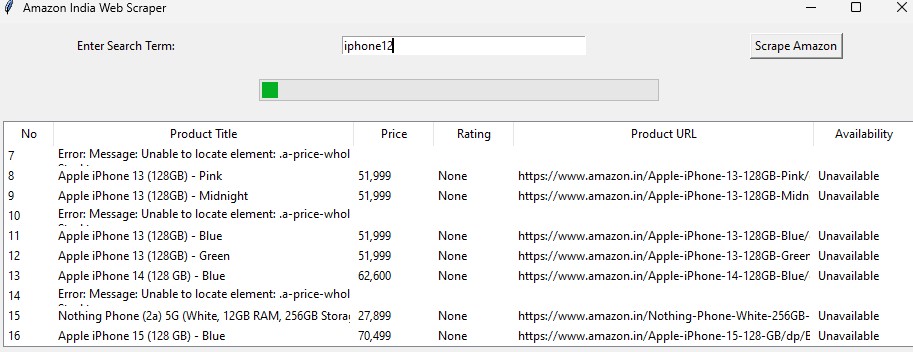 Amazon India Web Scraper
Enter Search Term: iphone12 Scrape Amazon
No Product Title Price Rating Product URL Availability
7 Error: Message: Unable to locate element: .a-price-whol
8 Apple iPhone 13 (128GB) - Pink 51,999 None https://www.amazon.in/Apple-iPhone-13-128GB-Pink/ Unavailable
9 Apple iPhone 13 (128GB) - Midnight 51,999 None https://www.amazon.in/Apple-iPhone-13-128GB-Midn Unavailable
10 Error: Message: Unable to locate element: .a-price-whol
11 Apple iPhone 13 (128GB) - Blue 51,999 None https://www.amazon.in/Apple-iPhone-13-128GB-Blue/ Unavailable
12 Apple iPhone 13 (128GB) - Green 51,999 None https://www.amazon.in/Apple-iPhone-13-128GB-Green Unavailable
13 Apple iPhone 14 (128 GB) - Blue 62,600 None https://www.amazon.in/Apple-iPhone-14-128GB-Blue/ Unavailable
14 Error: Message: Unable to locate element: .a-price-whol
15 Nothing Phone (2a) 5G (White, 12GB RAM, 256GB Storag 27,899 None https://www.amazon.in/Nothing-Phone-White-256GB- Unavailable
16 Apple iPhone 15 (128 GB) - Blue 70,499 None https://www.amazon.in/Apple-iPhone-15-128-GB/dp/B Unavailable